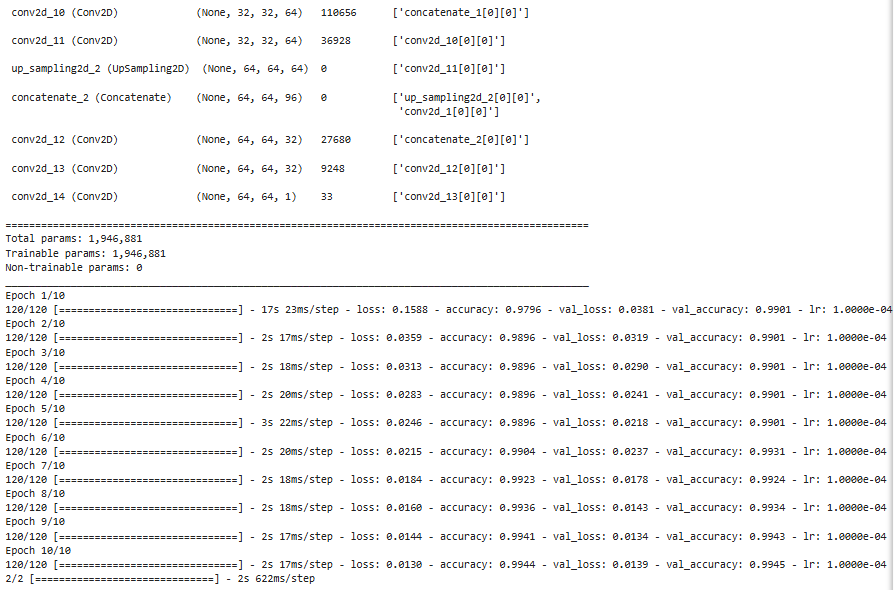 conv2d_10 (Conv2D) (None, 32, 32, 64) 110656 ['concatenate_1[0][0]']
conv2d_11 (Conv2D) (None, 32, 32, 64) 36928 ['conv2d_10[0][0]']
up_sampling2d_2 (UpSampling2D) (None, 64, 64, 64) 0 ['conv2d_11[0][0]']
concatenate_2 (Concatenate) (None, 64, 64, 96) 0 ['up_sampling2d_2[0][0]',
'conv2d_1[0][0]']
conv2d_12 (Conv2D) (None, 64, 64, 32) 27680 ['concatenate_2[0][0]']
conv2d_13 (Conv2D) (None, 64, 64, 32) 9248 ['conv2d_12[0][0]']
conv2d_14 (Conv2D) (None, 64, 64, 1) 33 ['conv2d_13[0][0]']
==================================================================================================
Total params: 1,946,881
Trainable params: 1,946,881
Non-trainable params: 0
__________________________________________________________________________________________________
Epoch 1/10
120/120 [==============================] - 17s 23ms/step - loss: 0.1588 - accuracy: 0.9796 - val_loss: 0.0381 - val_accuracy: 0.9901 - lr: 1.0000e-04
Epoch 2/10
120/120 [==============================] - 2s 17ms/step - loss: 0.0359 - accuracy: 0.9896 - val_loss: 0.0319 - val_accuracy: 0.9901 - lr: 1.0000e-04
Epoch 3/10
120/120 [==============================] - 2s 18ms/step - loss: 0.0313 - accuracy: 0.9896 - val_loss: 0.0290 - val_accuracy: 0.9901 - lr: 1.0000e-04
Epoch 4/10
120/120 [==============================] - 2s 20ms/step - loss: 0.0283 - accuracy: 0.9896 - val_loss: 0.0241 - val_accuracy: 0.9901 - lr: 1.0000e-04
Epoch 5/10
120/120 [==============================] - 3s 22ms/step - loss: 0.0246 - accuracy: 0.9896 - val_loss: 0.0218 - val_accuracy: 0.9901 - lr: 1.0000e-04
Epoch 6/10
120/120 [==============================] - 2s 20ms/step - loss: 0.0215 - accuracy: 0.9904 - val_loss: 0.0237 - val_accuracy: 0.9931 - lr: 1.0000e-04
Epoch 7/10
120/120 [==============================] - 2s 18ms/step - loss: 0.0184 - accuracy: 0.9923 - val_loss: 0.0178 - val_accuracy: 0.9924 - lr: 1.0000e-04
Epoch 8/10
120/120 [==============================] - 2s 18ms/step - loss: 0.0160 - accuracy: 0.9936 - val_loss: 0.0143 - val_accuracy: 0.9934 - lr: 1.0000e-04
Epoch 9/10
120/120 [==============================] - 2s 17ms/step - loss: 0.0144 - accuracy: 0.9941 - val_loss: 0.0134 - val_accuracy: 0.9943 - lr: 1.0000e-04
Epoch 10/10
120/120 [==============================] - 2s 17ms/step - loss: 0.0130 - accuracy: 0.9944 - val_loss: 0.0139 - val_accuracy: 0.9945 - lr: 1.0000e-04
2/2 [==============================] - 2s 622ms/step